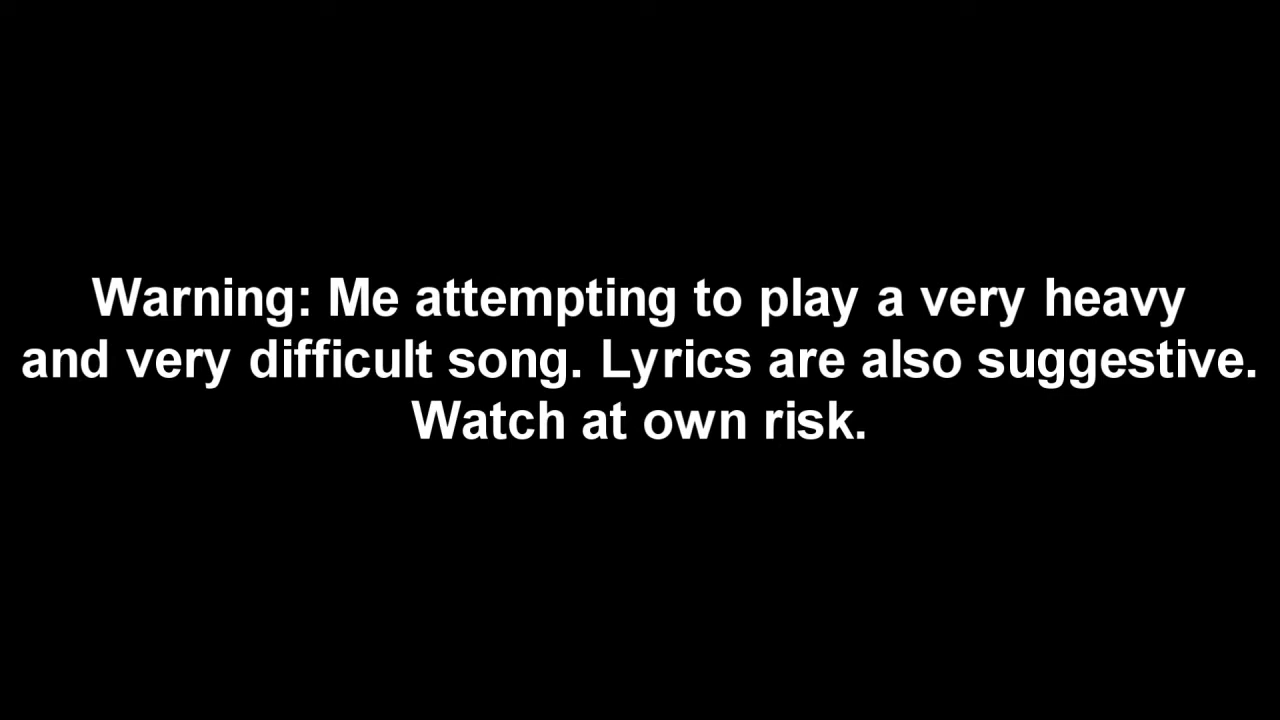 Warning: Me attempting to play a very heavy
and very difficult song. Lyrics are also suggestive.
Watch at own risk.